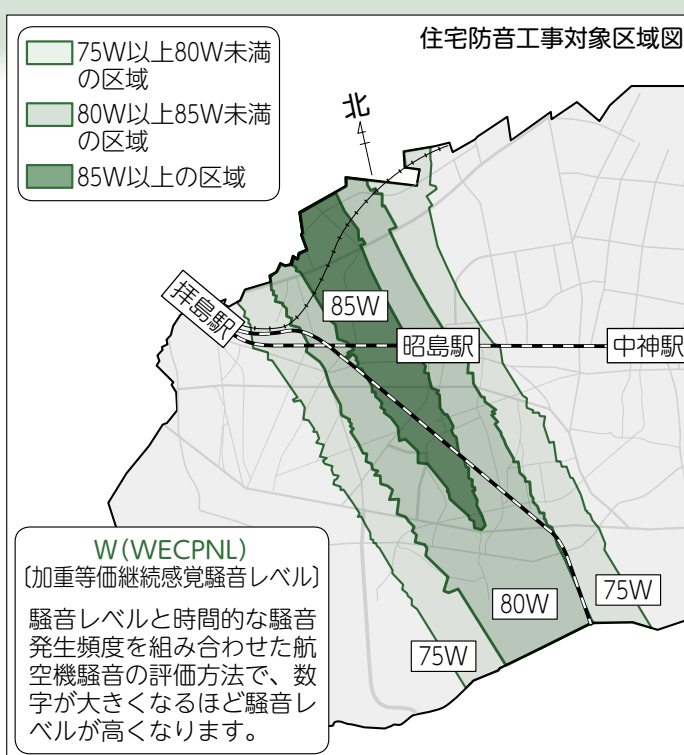 住宅防音工事対象区域図
75W以上80W未満
の区域
80W以上85W未満
の区域
85W以上の区域
北
拝島駅
85W
昭島駅
中神駅
80W
75W
75W
W(WECPNL)
〔加重等価継続感覚騒音レベル〕
騒音レベルと時間的な騒音
発生頻度を組み合わせた航
空機騒音の評価方法で、数
字が大きくなるほど騒音レ
ベルが高くなります。